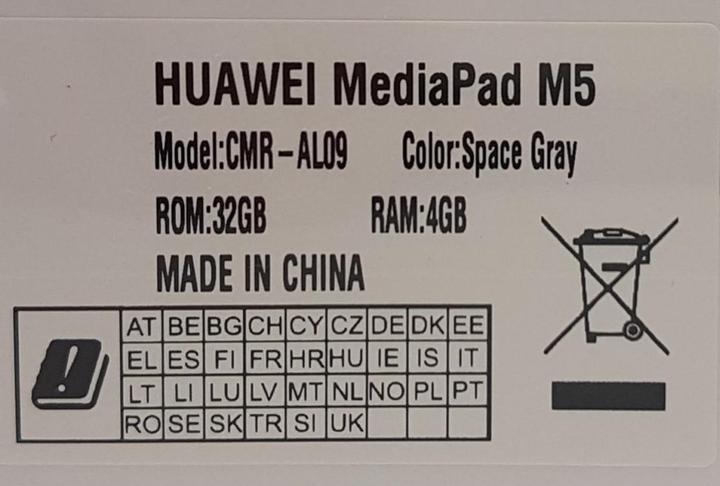 HUAWEI MediaPad M5
Model:CMR-AL09 Color:Space Gray
ROM:32GB RAM:4GB
MADE IN CHINA
AT BE BG CH CY CZ DE DK EE
EL ES FI FR HR HU IE IS IT
LT LI LU LV MT NL NO PL PT
RO SE SK TR SI UK